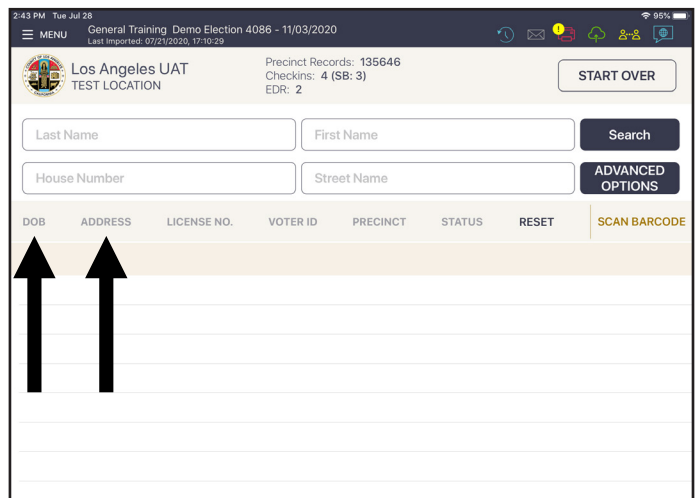 2:43 PM Tue Jul 28
95%
MENU
General Training Demo Election 4086 - 11/03/2020
Last Imported: 07/21/2020, 17:10:29
Los Angeles UAT
TEST LOCATION
Precinct Records: 135646
Checkins: 4 (SB: 3)
EDR: 2
START OVER
Last Name
First Name
Search
House Number
Street Name
ADVANCED
OPTIONS
DOB ADDRESS LICENSE NO. VOTER ID PRECINCT STATUS RESET SCAN BARCODE